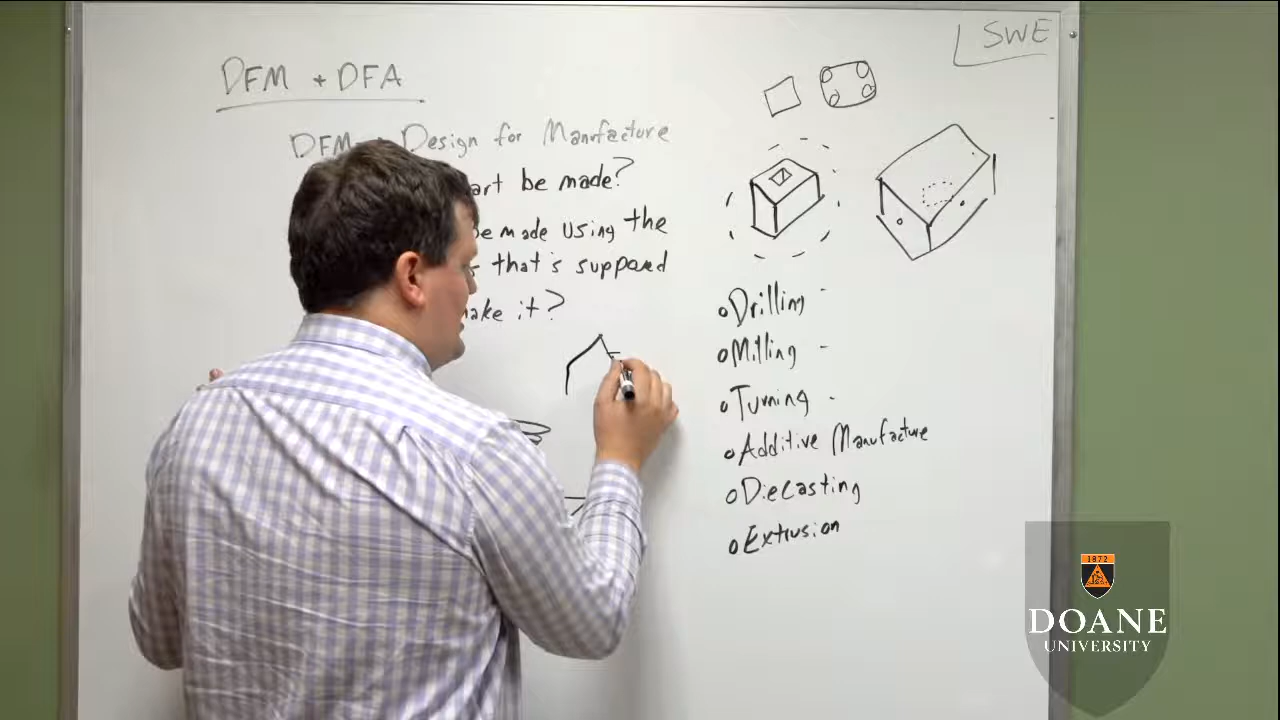 SWE
DFM + DFA
DFM - Design for Manufacture
art be made?
be made using the
that's supposed
ake it?
Drilling -
Milling -
Turning -
Additive Manufacture
Diecasting
Extrusion
1872
DOANE
UNIVERSITY